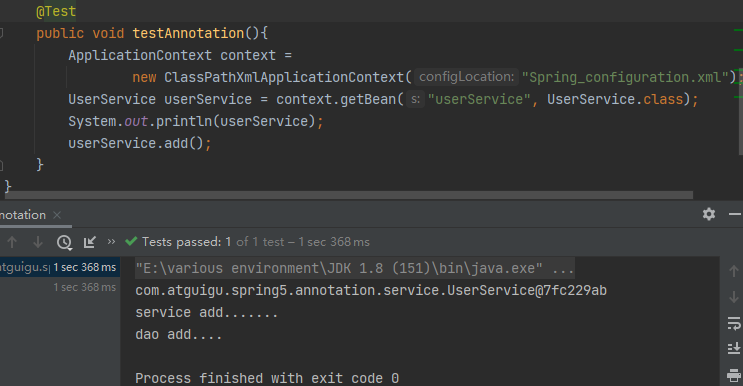 @Test
public void testAnnotation(){
ApplicationContext context =
new ClassPathXmlApplicationContext( configLocation: "Spring_configuration.xml");
UserService userService = context.getBean( s: "userService", UserService.class);
System.out.println(userService);
userService.add();
}
}
notation ×
» Tests passed: 1 of 1 test – 1 sec 368 ms
atguigu.s 1 sec 368 ms
1 sec 368 ms
"E:\various environment\JDK 1.8 (151)\bin\java.exe" ...
com.atguigu.spring5.annotation.service.UserService@7fc229ab
service add.......
dao add....
Process finished with exit code 0